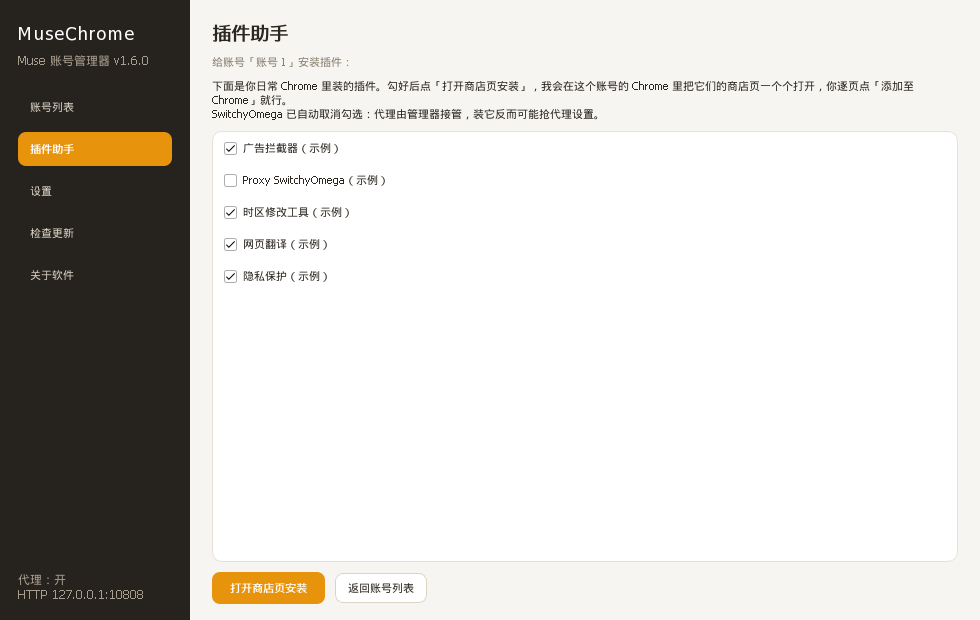 MuseChrome
Muse 账号管理器 v1.6.0
账号列表
插件助手
设置
检查更新
关于软件
代理：开
HTTP 127.0.0.1:10808
插件助手
给账号「账号 1」安装插件：
下面是你日常 Chrome 里装的插件。勾好后点「打开商店页安装」，我会在这个账号的 Chrome 里把它们的商店页一个个打开，你逐页点「添加至
Chrome」就行。
SwitchyOmega 已自动取消勾选：代理由管理器接管，装它反而可能抢代理设置。
广告拦截器（示例）
Proxy SwitchyOmega（示例）
时区修改工具（示例）
网页翻译（示例）
隐私保护（示例）
打开商店页安装
返回账号列表